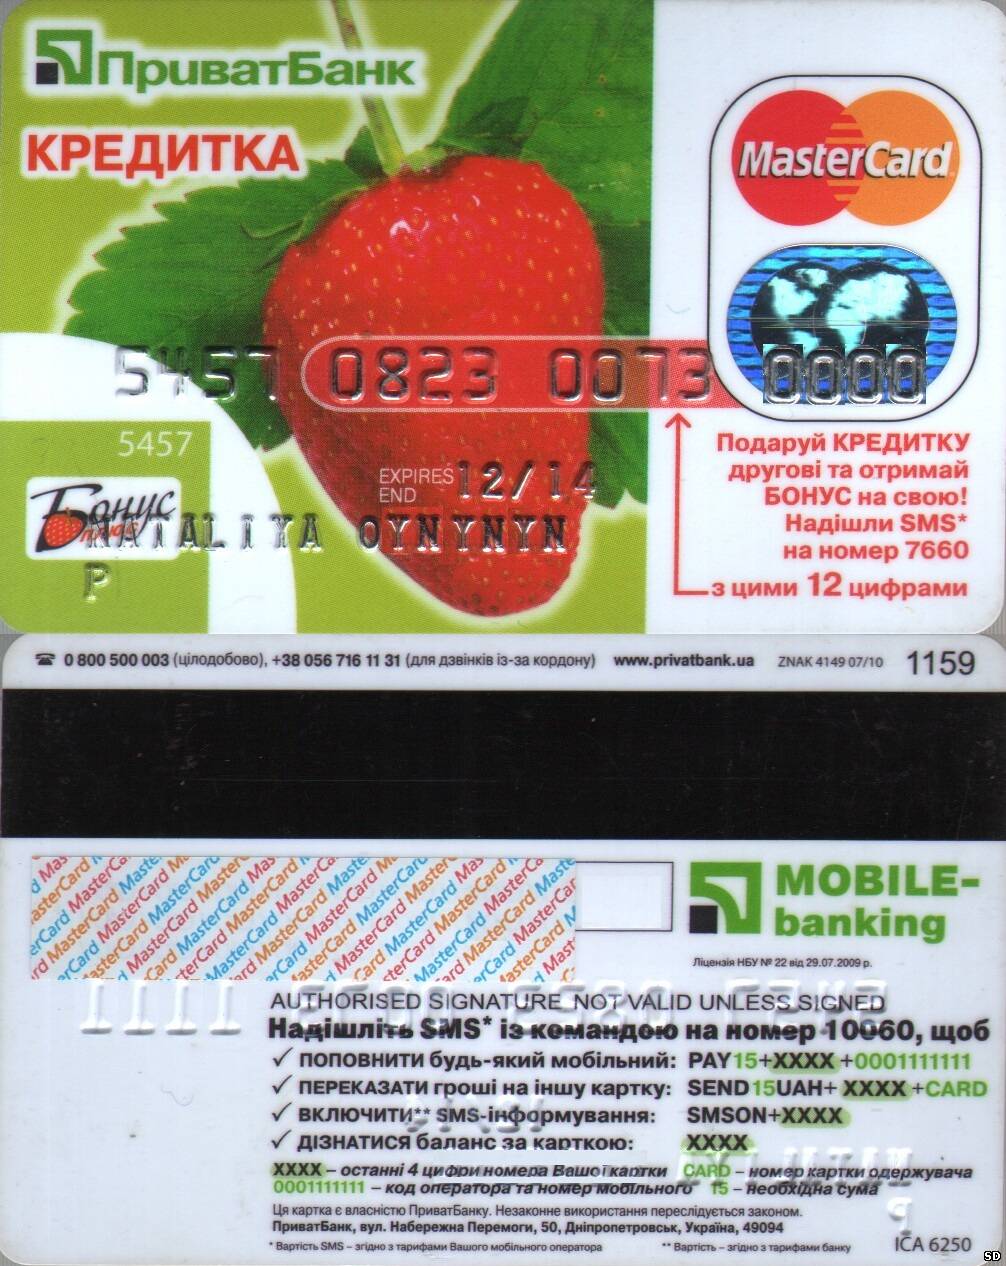 ПриватБанк
КРЕДИТКА
MasterCard
5457 0823 0073 0000
5457
EXPIRES END 12/14
Бонус плюс
NATALIYA OYNYNYN
P
Подаруй КРЕДИТКУ
другові та отримай
БОНУС на свою!
Надішли SMS*
на номер 7660
з цими 12 цифрами
☎ 0 800 500 003 (цілодобово), +38 056 716 11 31 (для дзвінків із-за кордону) www.privatbank.ua ZNAK 4149 07/10 1159
MasterCard MasterCard MasterCard
MOBILE-
banking
Ліцензія НБУ № 22 від 29.07.2009 р.
AUTHORISED SIGNATURE NOT VALID UNLESS SIGNED
Надішліть SMS* із командою на номер 10060, щоб
✓ ПОПОВНИТИ будь-який мобільний: PAY15+XXXX+0001111111
✓ ПЕРЕКАЗАТИ гроші на іншу картку: SEND15UAH+XXXX+CARD
✓ ВКЛЮЧИТИ** SMS-інформування: SMSON+XXXX
✓ ДІЗНАТИСЯ баланс за карткою: XXXX
XXXX – останні 4 цифри номера Вашої картки CARD – номер картки одержувача
0001111111 – код оператора та номер мобільного 15 – необхідна сума
Ця картка є власністю ПриватБанку. Незаконне використання переслідується законом.
ПриватБанк, вул. Набережна Перемоги, 50, Дніпропетровськ, Україна, 49094
* Вартість SMS – згідно з тарифами Вашого мобільного оператора ** Вартість – згідно з тарифами банку
ICA 6250
SD